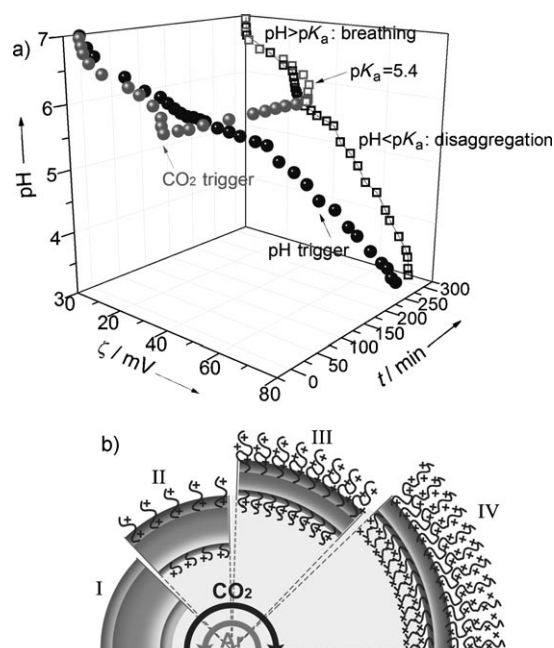 a)
7
6
5
4
3
pH
pH>pKa: breathing
pKa=5.4
pH<pKa: disaggregation
CO2 trigger
pH trigger
0
20
40
60
80
ζ / mV
0
50
100
150
200
250
300
t / min
b)
I
II
III
IV
CO2
Ar